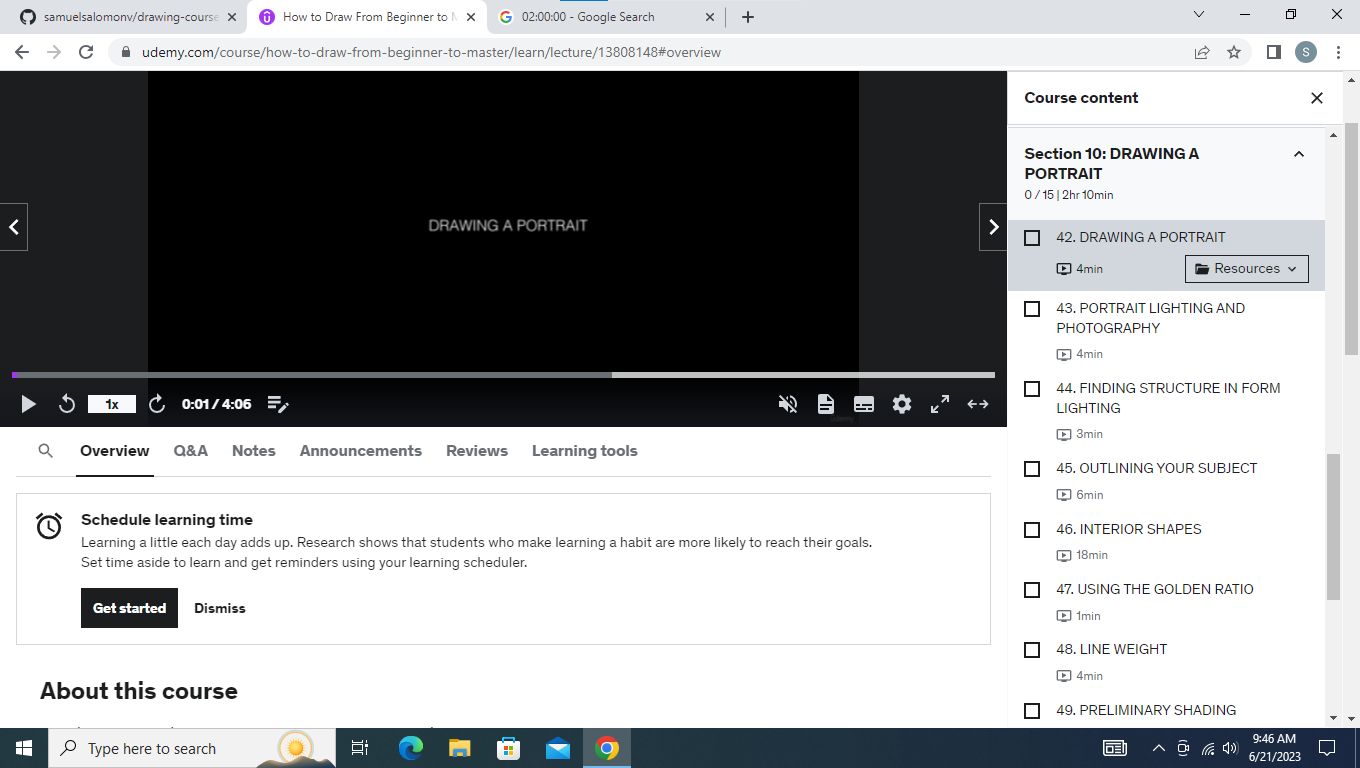 samuelsalomonv/drawing-course
How to Draw From Beginner to M
02:00:00 - Google Search
udemy.com/course/how-to-draw-from-beginner-to-master/learn/lecture/13808148#overview
S
DRAWING A PORTRAIT
1x
0:01 / 4:06
Overview
Q&A
Notes
Announcements
Reviews
Learning tools
Schedule learning time
Learning a little each day adds up. Research shows that students who make learning a habit are more likely to reach their goals.
Set time aside to learn and get reminders using your learning scheduler.
Get started
Dismiss
About this course
Course content
Section 10: DRAWING A
PORTRAIT
0 / 15 | 2hr 10min
42. DRAWING A PORTRAIT
4min
Resources
43. PORTRAIT LIGHTING AND
PHOTOGRAPHY
4min
44. FINDING STRUCTURE IN FORM
LIGHTING
3min
45. OUTLINING YOUR SUBJECT
6min
46. INTERIOR SHAPES
18min
47. USING THE GOLDEN RATIO
1min
48. LINE WEIGHT
4min
49. PRELIMINARY SHADING
Type here to search
9:46 AM
6/21/2023